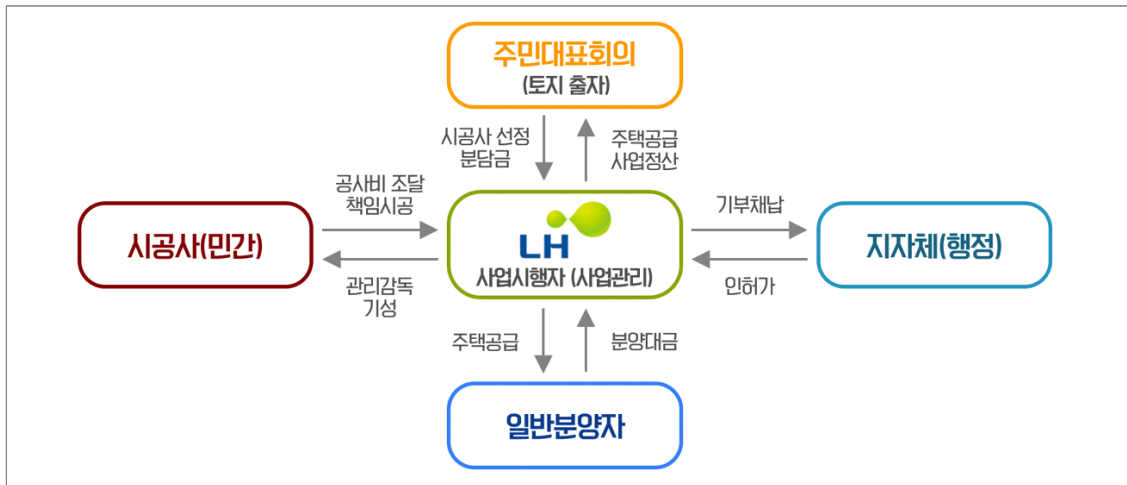 주민대표회의
(토지 출자)
시공사 선정
분담금
주택공급
사업정산
공사비 조달
책임시공
기부채납
시공사(민간)
LH
사업시행자 (사업관리)
지자체(행정)
관리감독
기성
인허가
주택공급
분양대금
일반분양자